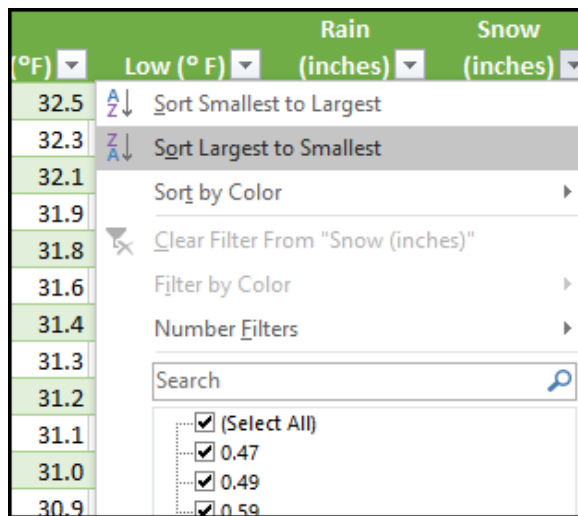 Rain Snow
(°F) Low (° F) (inches) (inches)
32.5
Sort Smallest to Largest
32.3
Sort Largest to Smallest
32.1
Sort by Color
31.9
Clear Filter From "Snow (inches)"
31.8
31.6
Filter by Color
31.4
Number Filters
31.3
Search
31.2
(Select All)
31.1
0.47
31.0
0.49
30.9
0.59